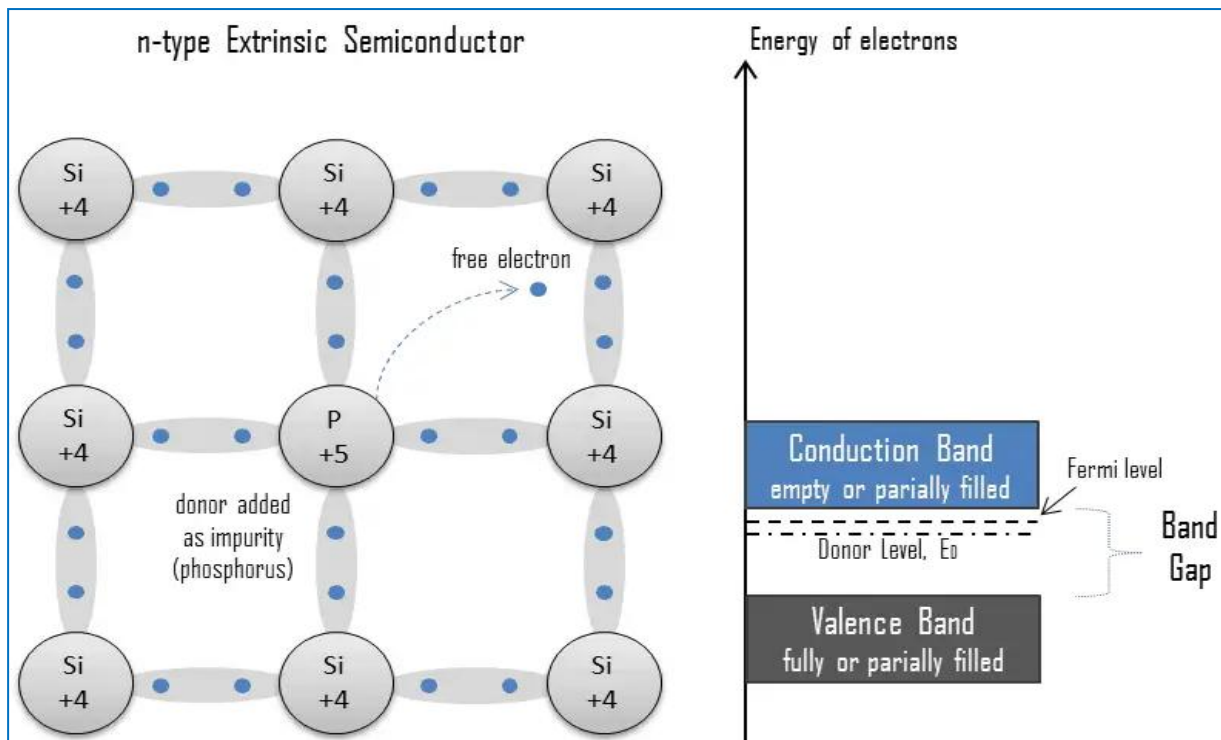 n-type Extrinsic Semiconductor
Si
+4
Si
+4
Si
+4
free electron
Si
+4
P
+5
Si
+4
donor added
as impurity
(phosphorus)
Si
+4
Si
+4
Si
+4
Energy of electrons
Conduction Band
empty or parially filled
Fermi level
Donor Level, ED
Band
Gap
Valence Band
fully or parially filled